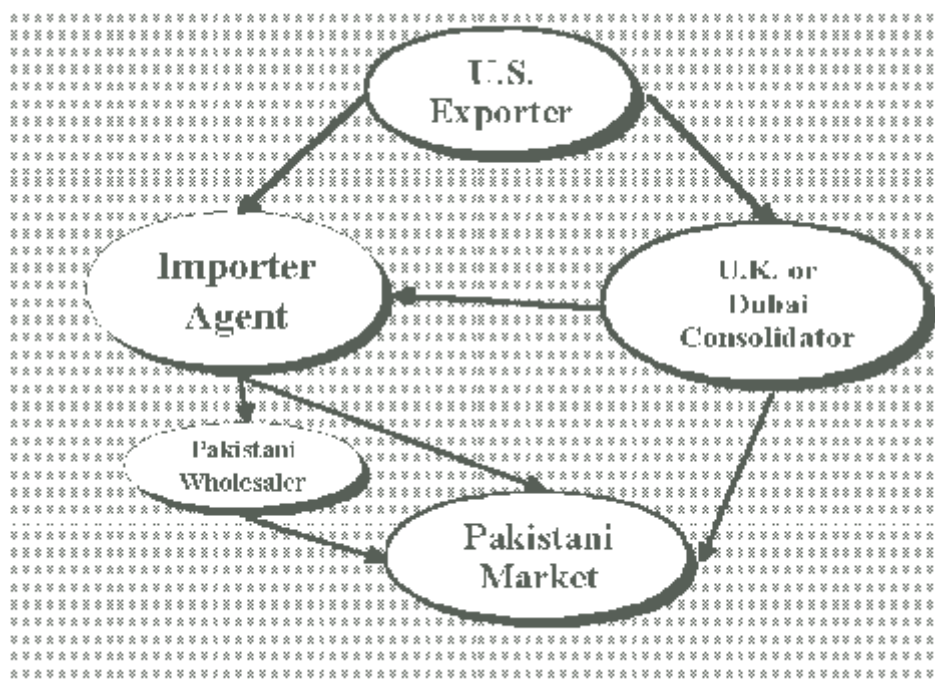 U.S.
Exporter
Importer
Agent
U.K. or
Dubai
Consolidator
Pakistani
Wholesaler
Pakistani
Market